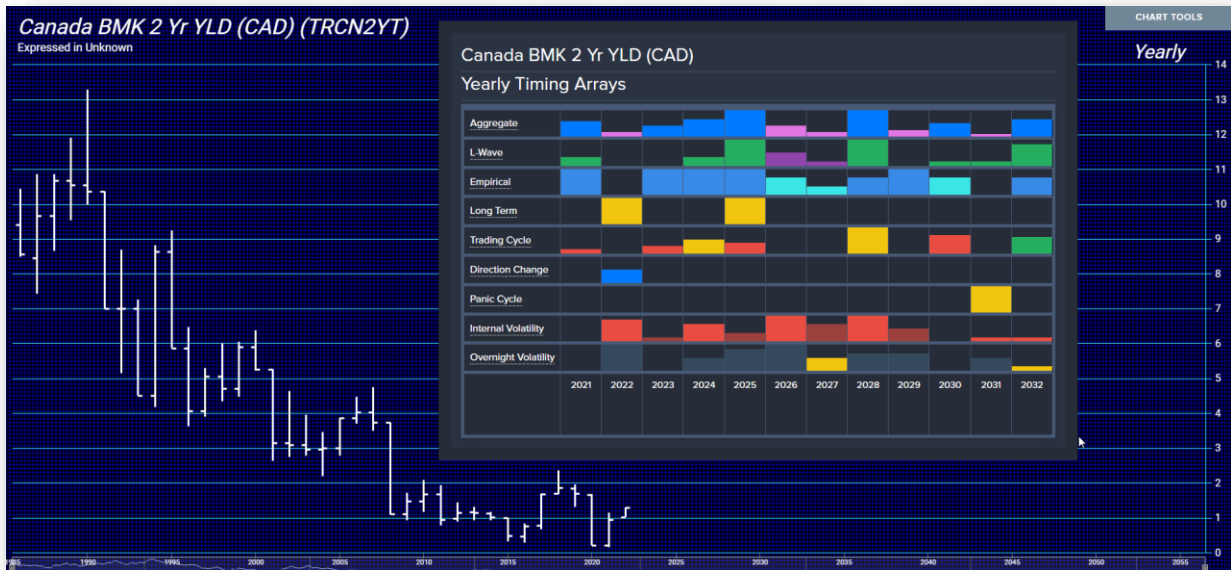 Canada BMK 2 Yr YLD (CAD) (TRCN2YT)
Expressed in Unknown
CHART TOOLS
Yearly
Canada BMK 2 Yr YLD (CAD)
Yearly Timing Arrays
Aggregate
L-Wave
Empirical
Long Term
Trading Cycle
Direction Change
Panic Cycle
Internal Volatility
Overnight Volatility
2021 2022 2023 2024 2025 2026 2027 2028 2029 2030 2031 2032
14
13
12
11
10
9
8
7
6
5
4
3
2
1
0
1985 1990 1995 2000 2005 2010 2015 2020 2025 2030 2035 2040 2045 2050 2055